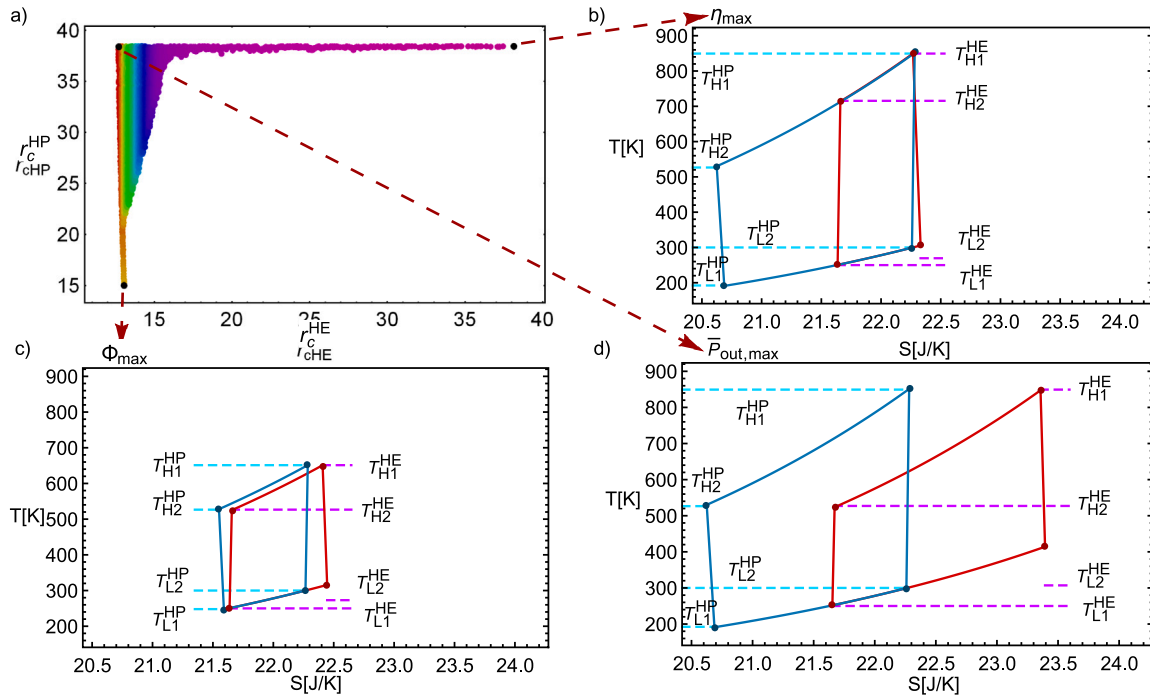 a)
40
35
30
25
20
15
r_c^HP
r_cHP
15 20 25 30 35 40
r_c^HE
r_cHE
η_max
b)
900
800
700
600
500
400
300
200
T[K]
T_H1^HP
T_H2^HP
T_L2^HP
T_L1^HP
T_H1^HE
T_H2^HE
T_L2^HE
T_L1^HE
20.5 21.0 21.5 22.0 22.5 23.0 23.5 24.0
S[J/K]
Φ_max
c)
900
800
700
600
500
400
300
200
T[K]
T_H1^HP
T_H2^HP
T_L2^HP
T_L1^HP
T_H1^HE
T_H2^HE
T_L2^HE
T_L1^HE
20.5 21.0 21.5 22.0 22.5 23.0 23.5 24.0
S[J/K]
P̅_out,max
d)
900
800
700
600
500
400
300
200
T[K]
T_H1^HP
T_H2^HP
T_L2^HP
T_L1^HP
T_H1^HE
T_H2^HE
T_L2^HE
T_L1^HE
20.5 21.0 21.5 22.0 22.5 23.0 23.5 24.0
S[J/K]